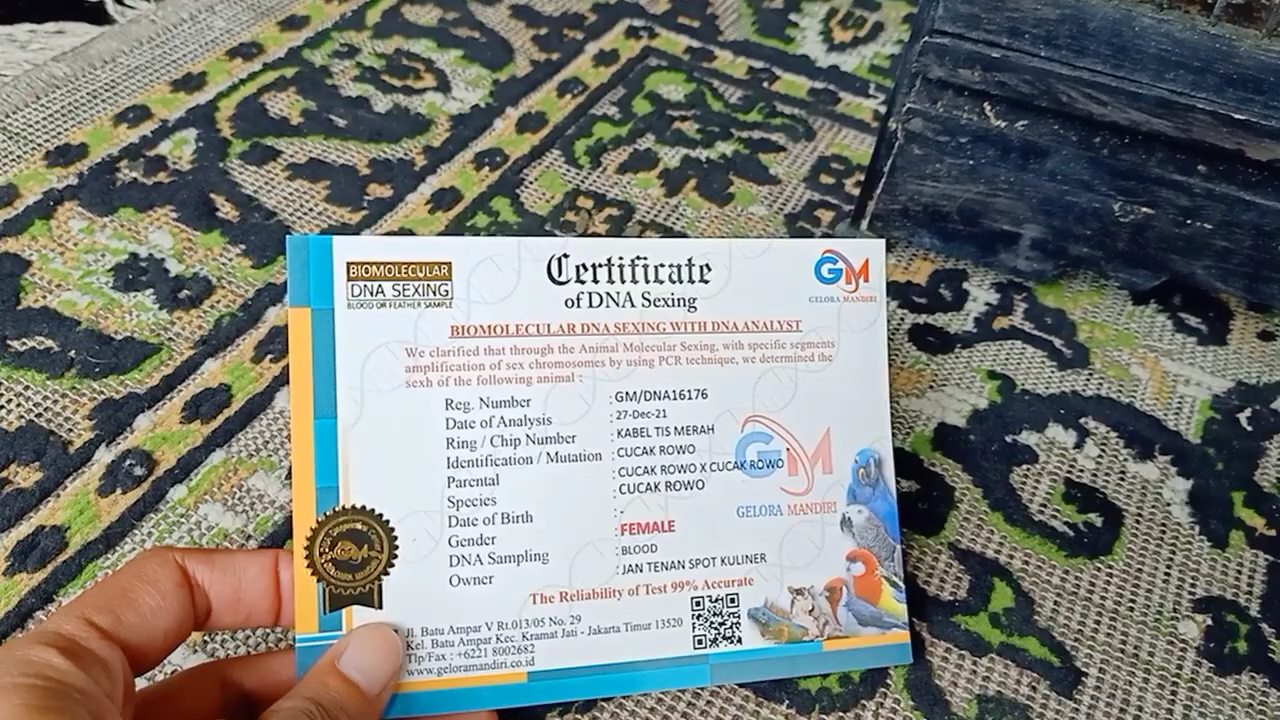 BIOMOLECULAR
DNA SEXING
BLOOD OR FEATHER SAMPLE
Certificate
of DNA Sexing
GM
GELORA MANDIRI
BIOMOLECULAR DNA SEXING WITH DNA ANALYST
We clarified that through the Animal Molecular Sexing, with specific segments
amplification of sex chromosomes by using PCR technique, we determined the
sexh of the following animal :
Reg. Number : GM/DNA16176
Date of Analysis : 27-Dec-21
Ring / Chip Number : KABEL TIS MERAH
Identification / Mutation : CUCAK ROWO
Parental : CUCAK ROWO X CUCAK ROWO
Species : CUCAK ROWO
Date of Birth : -
Gender : FEMALE
DNA Sampling : BLOOD
Owner : JAN TENAN SPOT KULINER
GM
GELORA MANDIRI
The Reliability of Test 99% Accurate
Jl. Batu Ampar V Rt.013/05 No. 29
Kel. Batu Ampar Kec. Kramat Jati - Jakarta Timur 13520
Tlp/Fax : +6221 8002682
www.geloramandiri.co.id